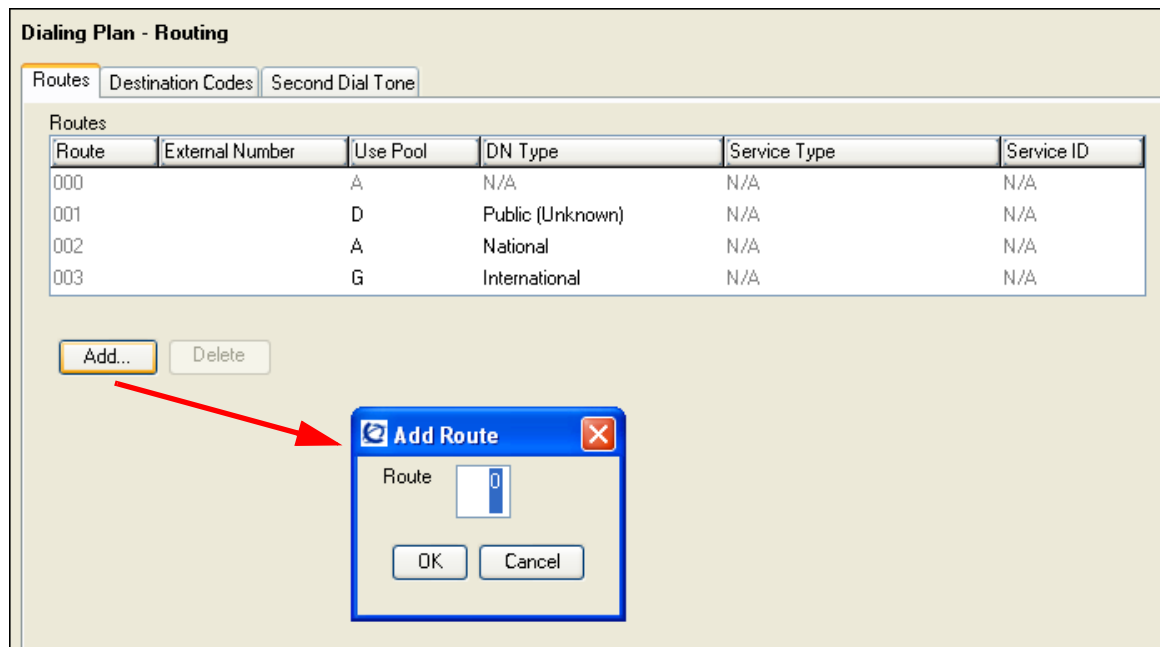 Dialing Plan - Routing
Routes Destination Codes Second Dial Tone
Routes
Route External Number Use Pool DN Type Service Type Service ID
000 A N/A N/A N/A
001 D Public (Unknown) N/A N/A
002 A National N/A N/A
003 G International N/A N/A
Add... Delete
Add Route
Route 0
OK Cancel